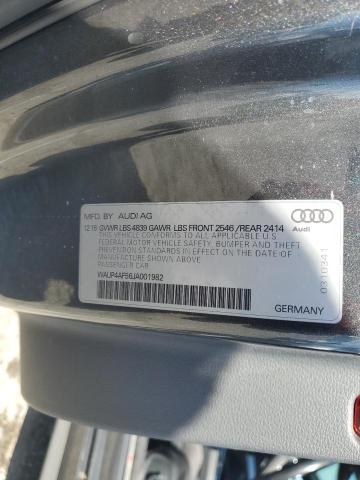 MFD. BY AUDI AG
12 16 GVWR LBS 4839 GAWR LBS FRONT 2546 /REAR 2414
THIS VEHICLE CONFORMS TO ALL APPLICABLE U.S
FEDERAL MOTOR VEHICLE SAFETY, BUMPER AND THEFT
PREVENTION STANDARDS IN EFFECT ON THE DATE OF
MANUFACTURE SHOWN ABOVE
PASSENGER CAR
WAUP4AF56JA001982
GERMANY
Audi
0310341